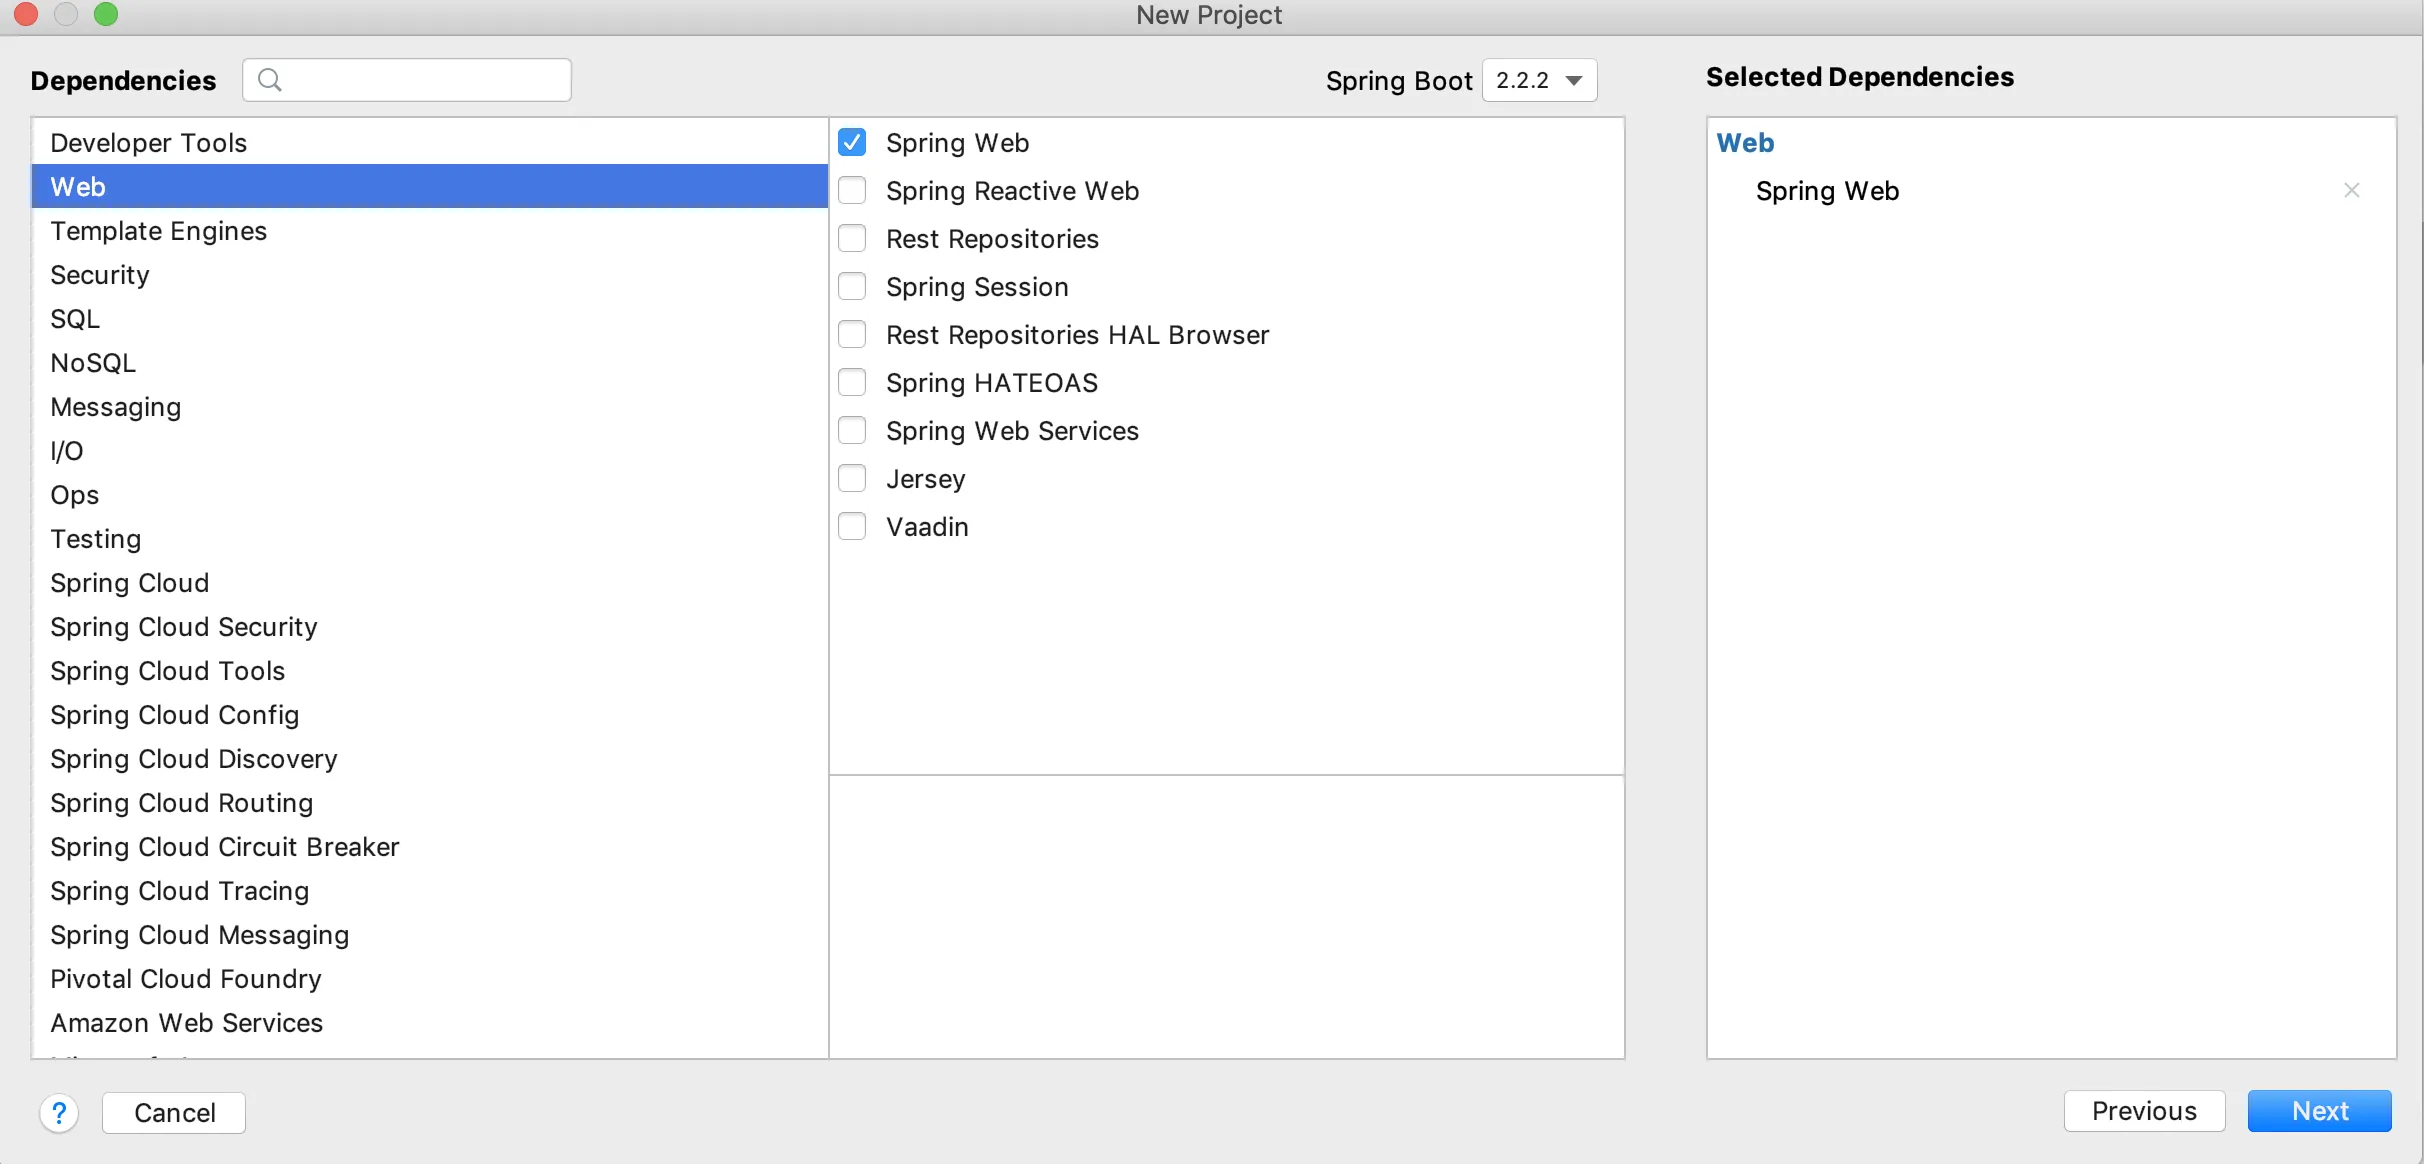 New Project
Dependencies
Spring Boot 2.2.2
Selected Dependencies
Developer Tools
Web
Template Engines
Security
SQL
NoSQL
Messaging
I/O
Ops
Testing
Spring Cloud
Spring Cloud Security
Spring Cloud Tools
Spring Cloud Config
Spring Cloud Discovery
Spring Cloud Routing
Spring Cloud Circuit Breaker
Spring Cloud Tracing
Spring Cloud Messaging
Pivotal Cloud Foundry
Amazon Web Services
Spring Web
Spring Reactive Web
Rest Repositories
Spring Session
Rest Repositories HAL Browser
Spring HATEOAS
Spring Web Services
Jersey
Vaadin
Web
Spring Web
?
Cancel
Previous
Next